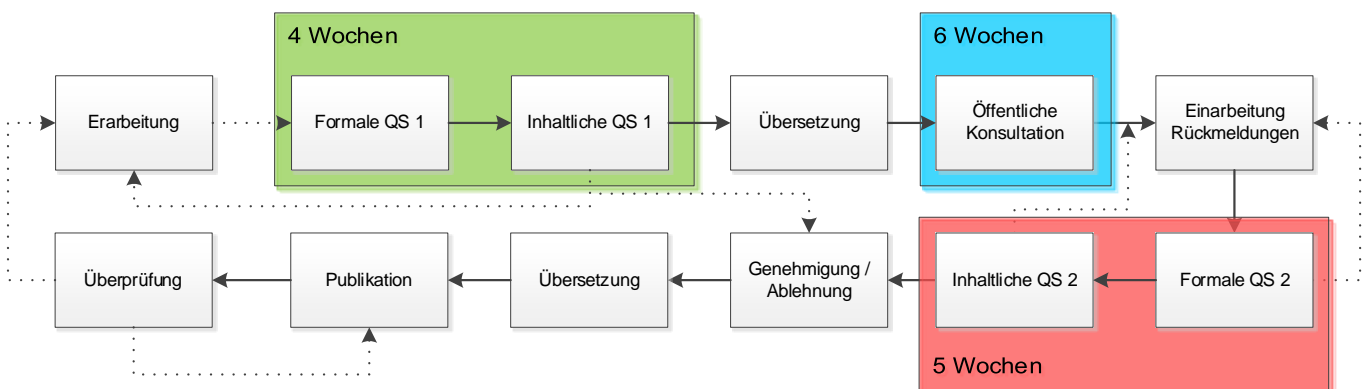 4 Wochen
6 Wochen
Erarbeitung
Formale QS 1
Inhaltliche QS 1
Übersetzung
Öffentliche
Konsultation
Einarbeitung
Rückmeldungen
Überprüfung
Publikation
Übersetzung
Genehmigung /
Ablehnung
Inhaltliche QS 2
Formale QS 2
5 Wochen